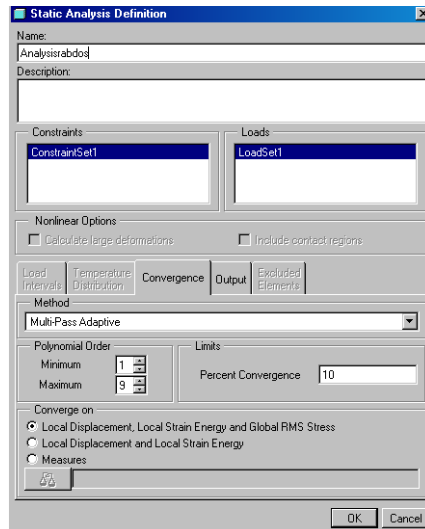 Static Analysis Definition
Name:
Analysisrabdos
Description:
Constraints
Loads
ConstraintSet1
LoadSet1
Nonlinear Options
Calculate large deformations
Include contact regions
Load Intervals
Temperature Distribution
Convergence
Output
Excluded Elements
Method
Multi-Pass Adaptive
Polynomial Order
Limits
Minimum 1
Maximum 9
Percent Convergence 10
Converge on
Local Displacement, Local Strain Energy and Global RMS Stress
Local Displacement and Local Strain Energy
Measures
OK
Cancel